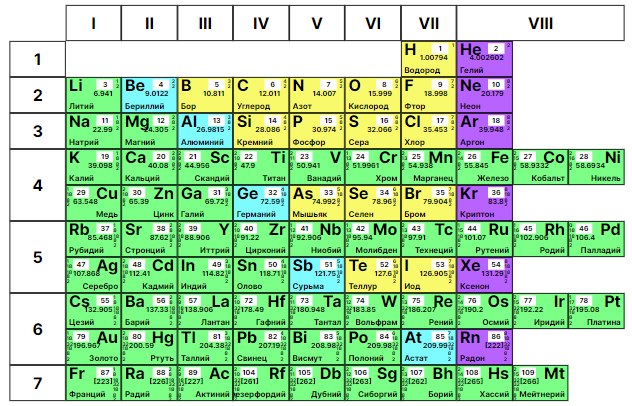 I II III IV V VI VII VIII
1 H 1 1.00794 Водород He 2 4.002602 Гелий
2 Li 3 6.941 Литий Be 4 9.0122 Бериллий B 5 10.811 Бор C 6 12.011 Углерод N 7 14.007 Азот O 8 15.999 Кислород F 9 18.998 Фтор Ne 10 20.179 Неон
3 Na 11 22.99 Натрий Mg 12 24.305 Магний Al 13 26.9815 Алюминий Si 14 28.086 Кремний P 15 30.974 Фосфор S 16 32.066 Сера Cl 17 35.453 Хлор Ar 18 39.948 Аргон
4 K 19 39.098 Калий Ca 20 40.08 Кальций 21 Sc 44.956 Скандий 22 Ti 47.9 Титан 23 V 50.941 Ванадий 24 Cr 51.9961 Хром 25 Mn 54.938 Марганец 26 Fe 55.845 Железо 27 Co 58.9332 Кобальт 28 Ni 58.6934 Никель
29 Cu 63.548 Медь 30 Zn 65.39 Цинк 31 Ga 69.723 Галий Ge 32 72.59 Германий As 33 74.992 Мышьяк Se 34 78.96 Селен Br 35 79.904 Бром Kr 36 83.8 Криптон
5 Rb 37 85.468 Рубидий Sr 38 87.62 Стронций 39 Y 88.906 Иттрий 40 Zr 91.22 Цирконий 41 Nb 92.906 Ниобий 42 Mo 95.94 Молибден 43 Tc 97.91 Технеций 44 Ru 101.07 Рутений 45 Rh 102.906 Родий 46 Pd 106.4 Палладий
47 Ag 107.868 Серебро 48 Cd 112.41 Кадмий 49 In 114.82 Индий 50 Sn 118.71 Олово Sb 51 121.75 Сурьма Te 52 127.6 Теллур I 53 126.905 Иод Xe 54 131.29 Ксенон
6 Cs 55 132.905 Цезий Ba 56 137.33 Барий 57 La 138.906 Лантан 72 Hf 178.49 Гафний 73 Ta 180.948 Тантал 74 W 183.85 Вольфрам 75 Re 186.207 Рений 76 Os 190.2 Осмий 77 Ir 192.22 Иридий 78 Pt 195.08 Платина
79 Au 196.967 Золото 80 Hg 200.59 Ртуть 81 Tl 204.38 Таллий Pb 82 207.19 Свинец Bi 83 208.98 Висмут Po 84 209.98 Полоний At 85 209.99 Астат Rn 86 [222] Радон
7 Fr 87 [223] Франций Ra 88 [226] Радий 89 Ac [227] Актиний 104 Rf [261] езерфордий 105 Db [262] Дубний 106 Sg [263] Сиборгий 107 Bh [262] Борий 108 Hs [265] Хассий 109 Mt [266] Мейтнерий